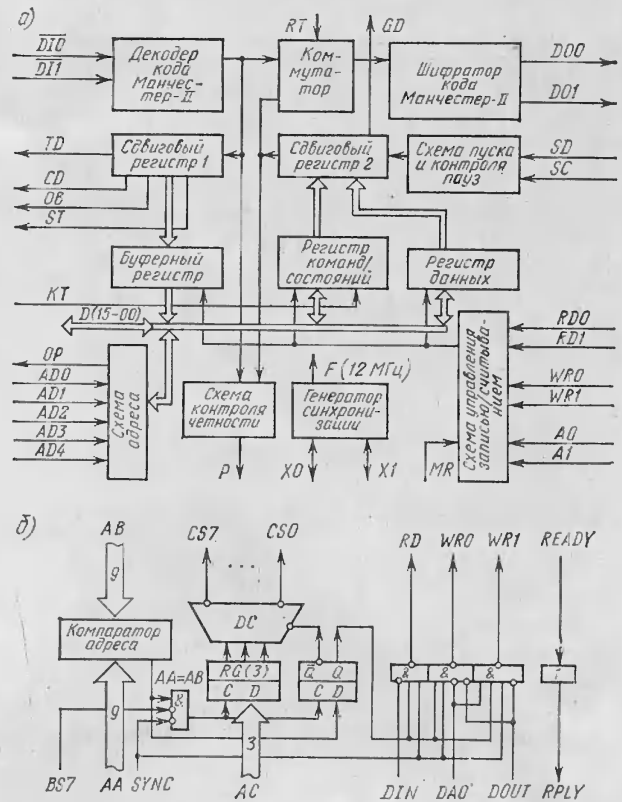 а)
RT
GD
DI0
DI1
Декодер
кода
Манчес-
тер-II
Ком-
мута-
тор
Шифратор
кода
Манчестер-II
DO0
DO1
TD
CD
OB
ST
Сдвиговый
регистр 1
Сдвиговый
регистр 2
Схема пуска
и контроля
пауз
SD
SC
Буферный
регистр
Регистр
команд/
состояний
Регистр
данных
KT
D(15-00)
OP
AD0
AD1
AD2
AD3
AD4
Схема
адреса
Схема
контроля
четности
P
F(12 МГц)
Генератор
синхрони-
зации
X0
X1
MR
Схема управления
записью/считыва-
нием
RD0
RD1
WR0
WR1
A0
A1
б)
AB
9
CS7
...
CS0
RD
WR0
WR1
READY
DC
Компаратор
адреса
AA=AB
&
RG(3)
C D
Q Q
C D
& & &
1
9
3
BS7
AA
SYNC
AC
DIN
DA0
DOUT
RPLY